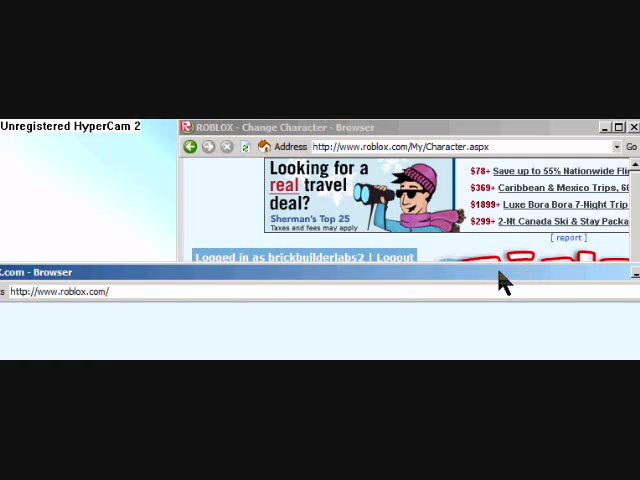 Unregistered HyperCam 2
ROBLOX - Change Character - Browser
Address http://www.roblox.com/My/Character.aspx Go
Looking for a
real travel
deal?
Sherman's Top 25
Taxes and fees may apply
$78+ Save up to 55% Nationwide
$369+ Caribbean & Mexico Trips, 60
$1899+ Luxe Bora Bora 7-Night Trip
$299+ 2-Nt Canada Ski & Stay Packa
[ report ]
Logged in as brickbuilderlabs2 | Logout
.com - Browser
s http://www.roblox.com/